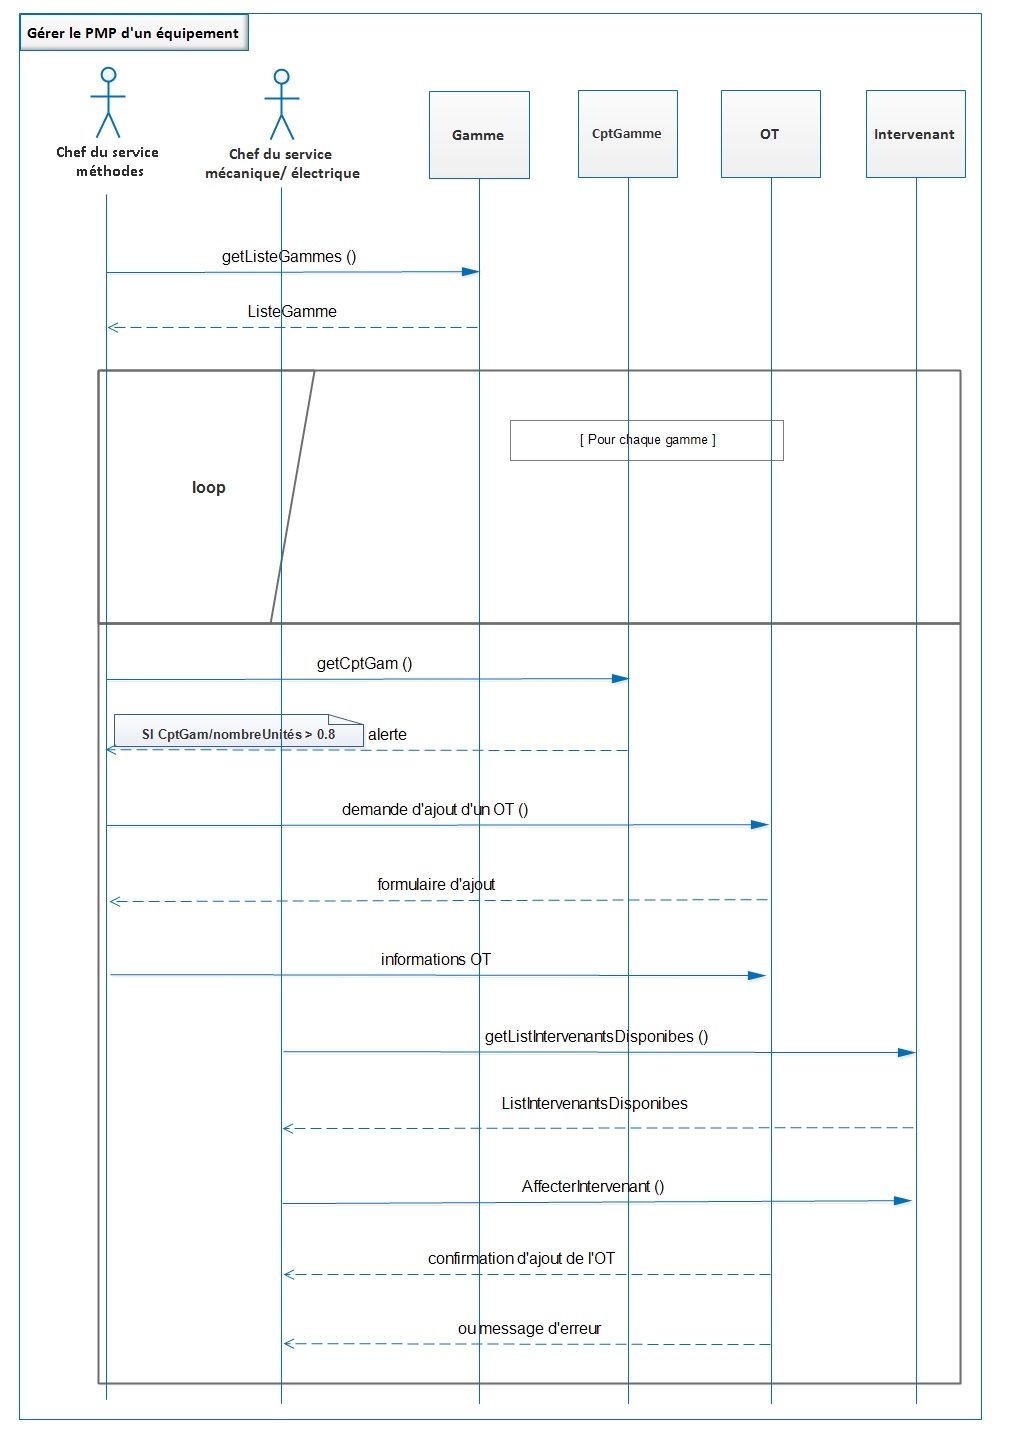 Gérer le PMP d'un équipement
Chef du service
méthodes
Chef du service
mécanique/ électrique
Gamme
CptGamme
OT
Intervenant
getListeGammes ()
ListeGamme
loop
[ Pour chaque gamme ]
getCptGam ()
SI CptGam/nombreUnités > 0.8
alerte
demande d'ajout d'un OT ()
formulaire d'ajout
informations OT
getListIntervenantsDisponibes ()
ListIntervenantsDisponibes
AffecterIntervenant ()
confirmation d'ajout de l'OT
ou message d'erreur